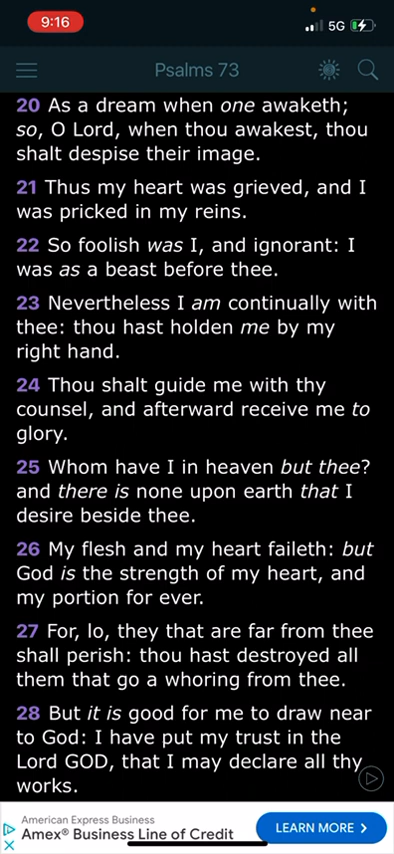 9:16
5G
Psalms 73
20 As a dream when one awaketh;
so, O Lord, when thou awakest, thou
shalt despise their image.
21 Thus my heart was grieved, and I
was pricked in my reins.
22 So foolish was I, and ignorant: I
was as a beast before thee.
23 Nevertheless I am continually with
thee: thou hast holden me by my
right hand.
24 Thou shalt guide me with thy
counsel, and afterward receive me to
glory.
25 Whom have I in heaven but thee?
and there is none upon earth that I
desire beside thee.
26 My flesh and my heart faileth: but
God is the strength of my heart, and
my portion for ever.
27 For, lo, they that are far from thee
shall perish: thou hast destroyed all
them that go a whoring from thee.
28 But it is good for me to draw near
to God: I have put my trust in the
Lord GOD, that I may declare all thy
works.
American Express Business
Amex® Business Line of Credit
LEARN MORE